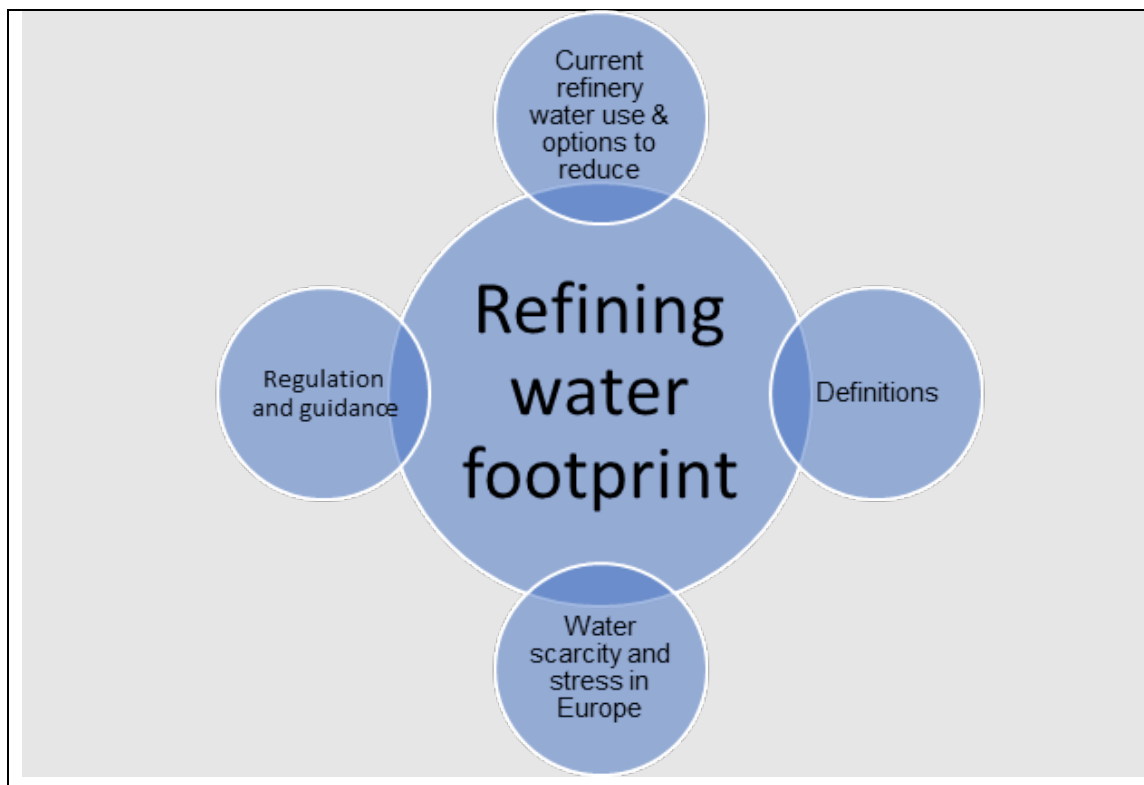 Current
refinery
water use &
options to
reduce
Refining
water
footprint
Regulation
and guidance
Definitions
Water
scarcity and
stress in
Europe